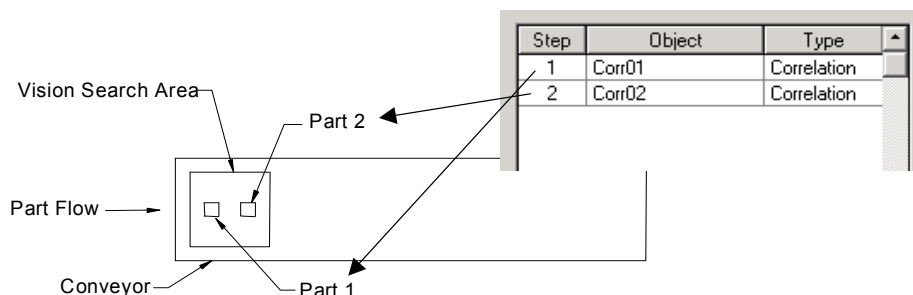 Step Object Type
1 Corr01 Correlation
2 Corr02 Correlation
Vision Search Area
Part 2
Part Flow
Conveyor
Part 1